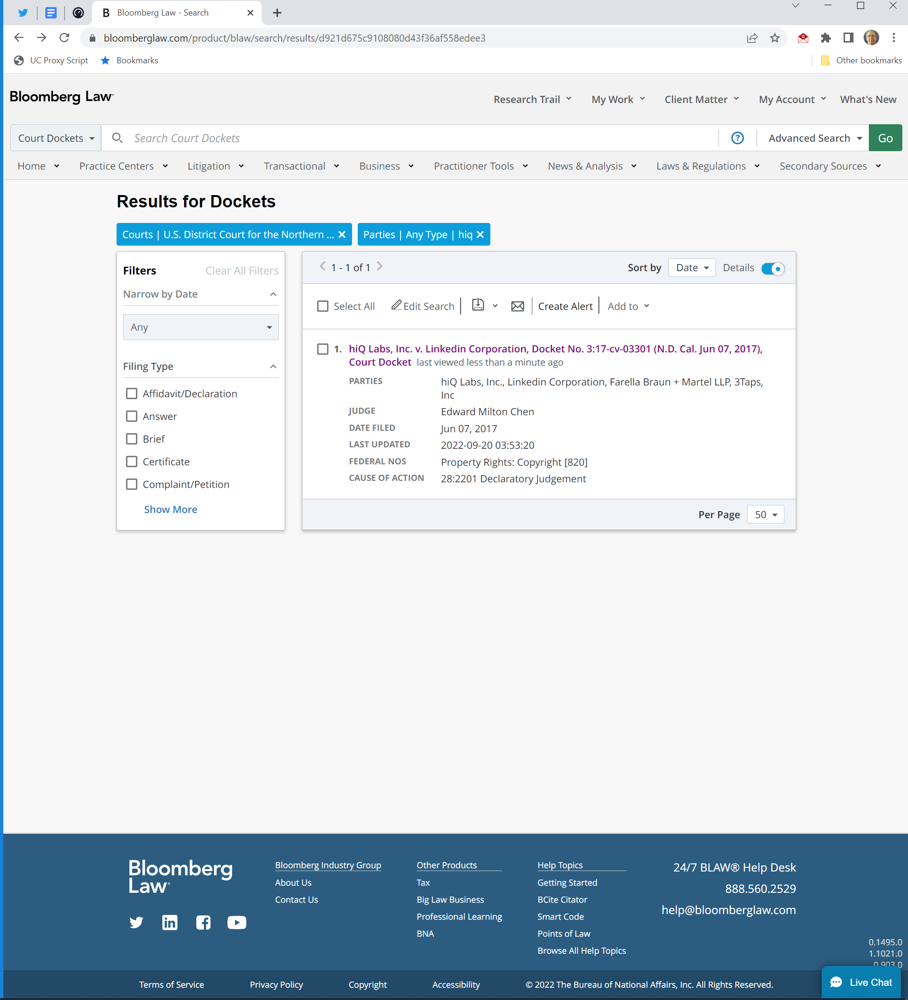 B Bloomberg Law - Search
bloomberglaw.com/product/blaw/search/results/d921d675c9108080d43f36af558edee3
UC Proxy Script Bookmarks Other bookmarks
Bloomberg Law
Research Trail My Work Client Matter My Account What's New
Court Dockets Search Court Dockets ? Advanced Search Go
Home Practice Centers Litigation Transactional Business Practitioner Tools News & Analysis Laws & Regulations Secondary Sources
Results for Dockets
Courts | U.S. District Court for the Northern ... Parties | Any Type | hiq
Filters Clear All Filters
Narrow by Date
Any
Filing Type
Affidavit/Declaration
Answer
Brief
Certificate
Complaint/Petition
Show More
1 - 1 of 1 Sort by Date Details
Select All Edit Search Create Alert Add to
1. hiQ Labs, Inc. v. Linkedin Corporation, Docket No. 3:17-cv-03301 (N.D. Cal. Jun 07, 2017),
Court Docket last viewed less than a minute ago
PARTIES hiQ Labs, Inc., Linkedin Corporation, Farella Braun + Martel LLP, 3Taps,
Inc
JUDGE Edward Milton Chen
DATE FILED Jun 07, 2017
LAST UPDATED 2022-09-20 03:53:20
FEDERAL NOS Property Rights: Copyright [820]
CAUSE OF ACTION 28:2201 Declaratory Judgement
Per Page 50
Bloomberg
Law
Bloomberg Industry Group
About Us
Contact Us
Other Products
Tax
Big Law Business
Professional Learning
BNA
Help Topics
Getting Started
BCite Citator
Smart Code
Points of Law
Browse All Help Topics
24/7 BLAW® Help Desk
888.560.2529
help@bloomberglaw.com
0.1495.0
1.1021.0
0.903.0
Terms of Service Privacy Policy Copyright Accessibility © 2022 The Bureau of National Affairs, Inc. All Rights Reserved.
Live Chat